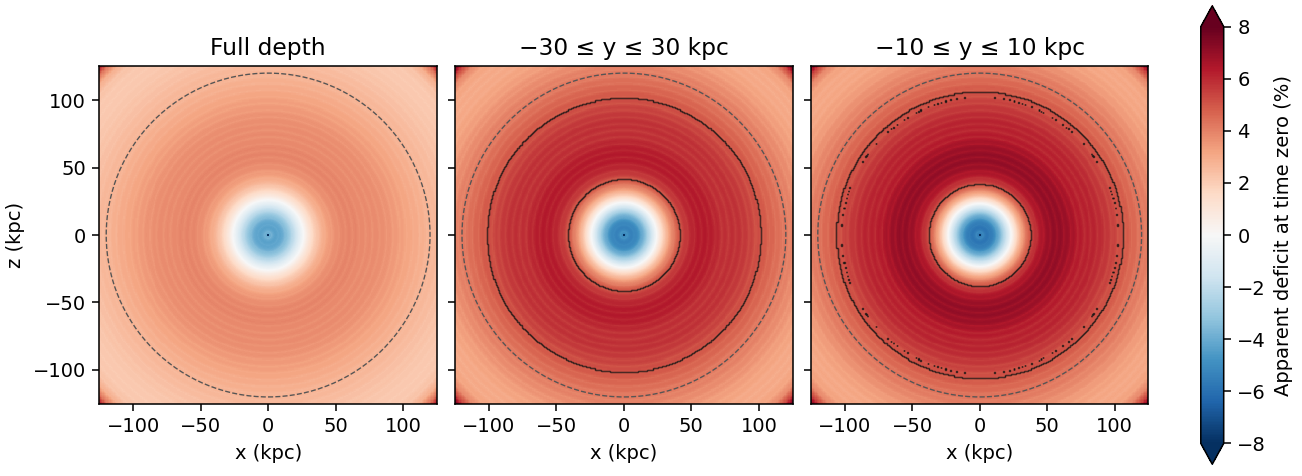 Full depth
−30 ≤ y ≤ 30 kpc
−10 ≤ y ≤ 10 kpc
z (kpc)
100
50
0
−50
−100
−100 −50 0 50 100
−100 −50 0 50 100
−100 −50 0 50 100
x (kpc)
x (kpc)
x (kpc)
8
6
4
2
0
−2
−4
−6
−8
Apparent deficit at time zero (%)